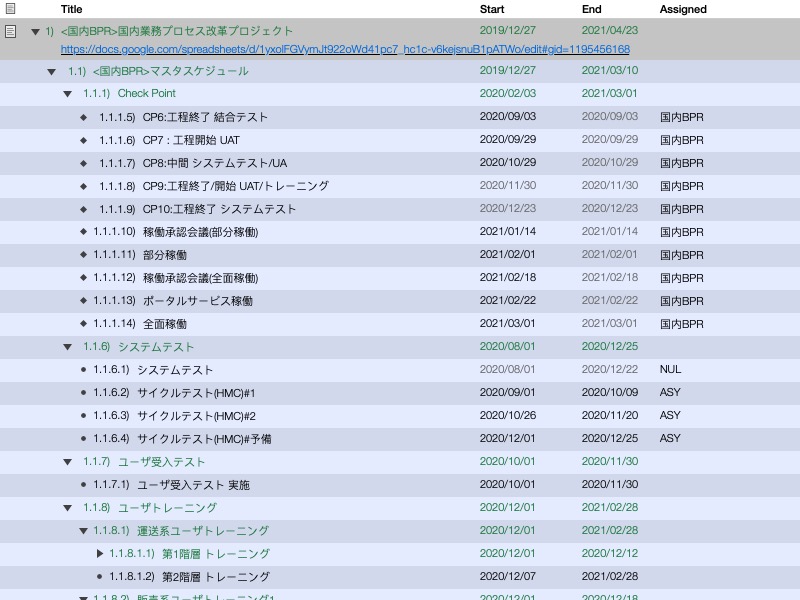 Title Start End Assigned
1) <国内BPR>国内業務プロセス改革プロジェクト 2019/12/27 2021/04/23
https://docs.google.com/spreadsheets/d/1yxolFGVymJt922oWd41pc7_hc1c-v6kejsnuB1pATWo/edit#gid=1195456168
1.1) <国内BPR>マスタスケジュール 2019/12/27 2021/03/10
1.1.1) Check Point 2020/02/03 2021/03/01
1.1.1.5) CP6:工程終了 結合テスト 2020/09/03 2020/09/03 国内BPR
1.1.1.6) CP7 : 工程開始 UAT 2020/09/29 2020/09/29 国内BPR
1.1.1.7) CP8:中間 システムテスト/UA 2020/10/29 2020/10/29 国内BPR
1.1.1.8) CP9:工程終了/開始 UAT/トレーニング 2020/11/30 2020/11/30 国内BPR
1.1.1.9) CP10:工程終了 システムテスト 2020/12/23 2020/12/23 国内BPR
1.1.1.10) 稼働承認会議(部分稼働) 2021/01/14 2021/01/14 国内BPR
1.1.1.11) 部分稼働 2021/02/01 2021/02/01 国内BPR
1.1.1.12) 稼働承認会議(全面稼働) 2021/02/18 2021/02/18 国内BPR
1.1.1.13) ポータルサービス稼働 2021/02/22 2021/02/22 国内BPR
1.1.1.14) 全面稼働 2021/03/01 2021/03/01 国内BPR
1.1.6) システムテスト 2020/08/01 2020/12/25
1.1.6.1) システムテスト 2020/08/01 2020/12/22 NUL
1.1.6.2) サイクルテスト(HMC)#1 2020/09/01 2020/10/09 ASY
1.1.6.3) サイクルテスト(HMC)#2 2020/10/26 2020/11/20 ASY
1.1.6.4) サイクルテスト(HMC)#予備 2020/12/01 2020/12/25 ASY
1.1.7) ユーザ受入テスト 2020/10/01 2020/11/30
1.1.7.1) ユーザ受入テスト 実施 2020/10/01 2020/11/30
1.1.8) ユーザトレーニング 2020/12/01 2021/02/28
1.1.8.1) 運送系ユーザトレーニング 2020/12/01 2021/02/28
1.1.8.1.1) 第1階層 トレーニング 2020/12/01 2020/12/12
1.1.8.1.2) 第2階層 トレーニング 2020/12/07 2021/02/28
1.1.8.2) 販売系ユーザトレーニング1 2020/12/01 2020/12/18